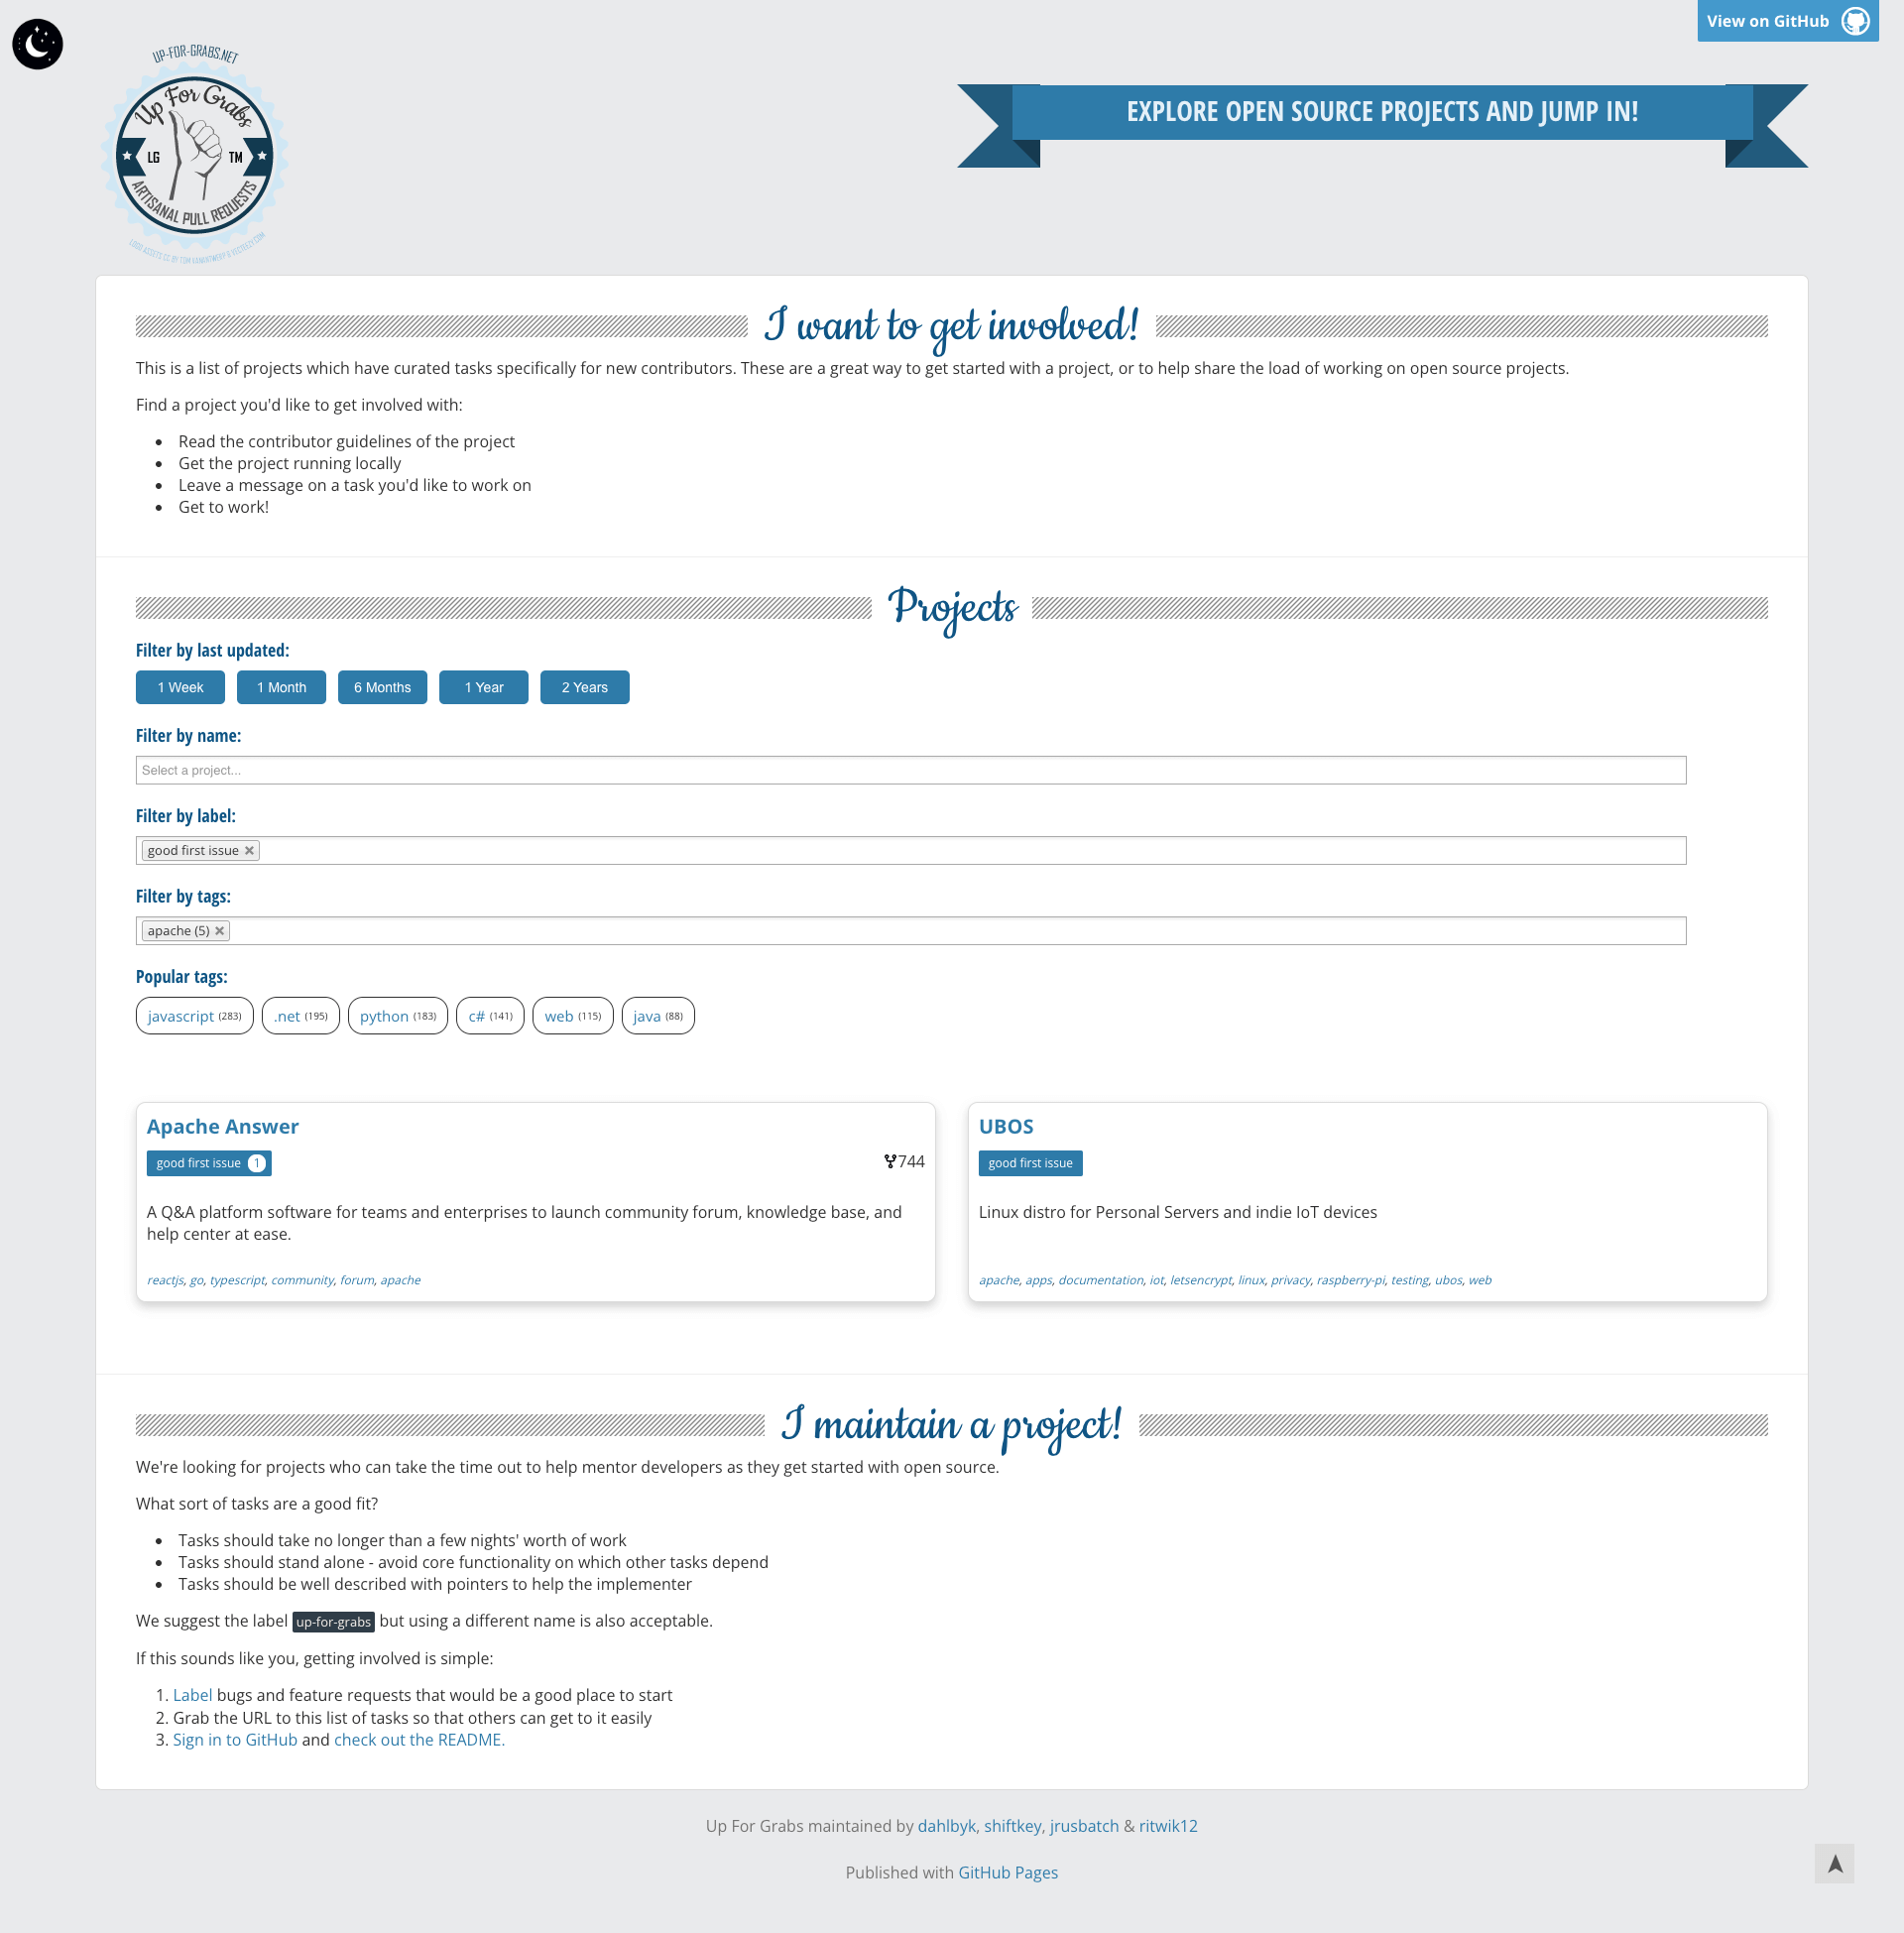 View on GitHub
UP-FOR-GRABS.NET
Up For Grabs
LG TM
ARTISANAL PULL REQUESTS
EXPLORE OPEN SOURCE PROJECTS AND JUMP IN!
I want to get involved!
This is a list of projects which have curated tasks specifically for new contributors. These are a great way to get started with a project, or to help share the load of working on open source projects.
Find a project you'd like to get involved with:
Read the contributor guidelines of the project
Get the project running locally
Leave a message on a task you'd like to work on
Get to work!
Projects
Filter by last updated:
1 Week 1 Month 6 Months 1 Year 2 Years
Filter by name:
Select a project...
Filter by label:
good first issue
Filter by tags:
apache (5)
Popular tags:
javascript (283) .net (195) python (183) c# (141) web (115) java (88)
Apache Answer
good first issue 1 744
A Q&A platform software for teams and enterprises to launch community forum, knowledge base, and
help center at ease.
reactjs, go, typescript, community, forum, apache
UBOS
good first issue
Linux distro for Personal Servers and indie IoT devices
apache, apps, documentation, iot, letsencrypt, linux, privacy, raspberry-pi, testing, ubos, web
I maintain a project!
We're looking for projects who can take the time out to help mentor developers as they get started with open source.
What sort of tasks are a good fit?
Tasks should take no longer than a few nights' worth of work
Tasks should stand alone - avoid core functionality on which other tasks depend
Tasks should be well described with pointers to help the implementer
We suggest the label up-for-grabs but using a different name is also acceptable.
If this sounds like you, getting involved is simple:
1. Label bugs and feature requests that would be a good place to start
2. Grab the URL to this list of tasks so that others can get to it easily
3. Sign in to GitHub and check out the README.
Up For Grabs maintained by dahlbyk, shiftkey, jrusbatch & ritwik12
Published with GitHub Pages